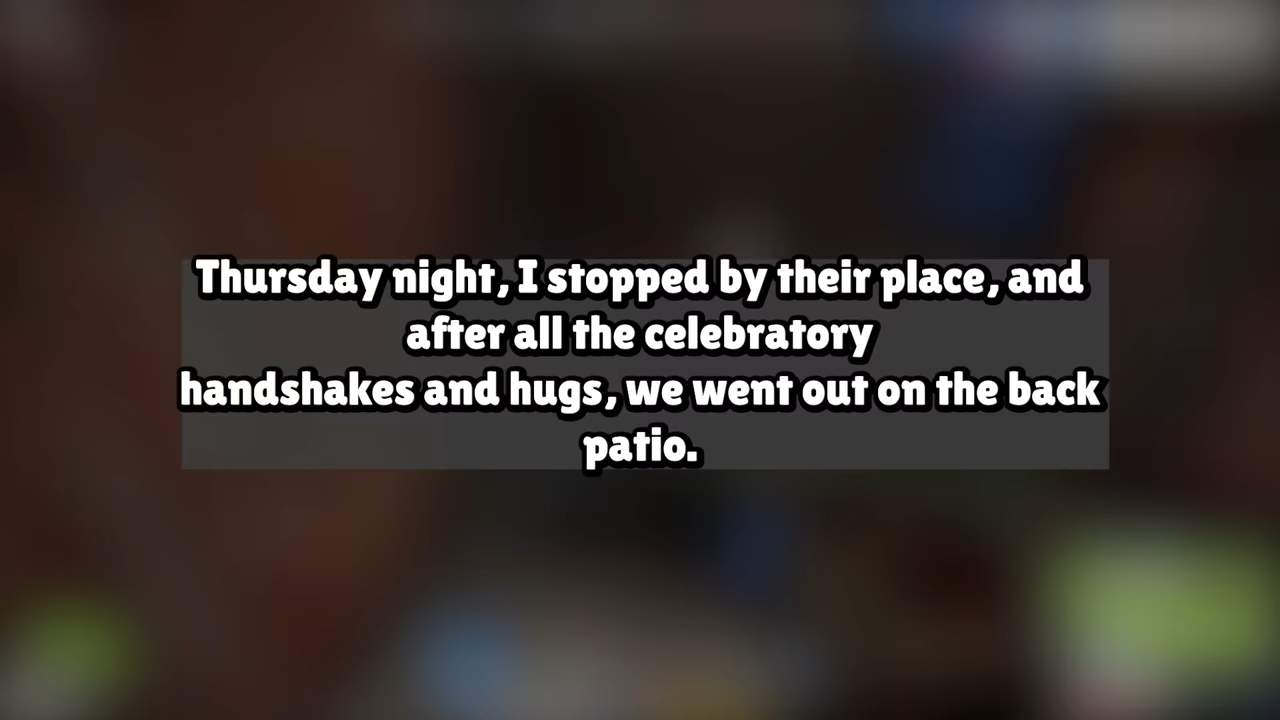 Thursday night, I stopped by their place, and
after all the celebratory
handshakes and hugs, we went out on the back
patio.